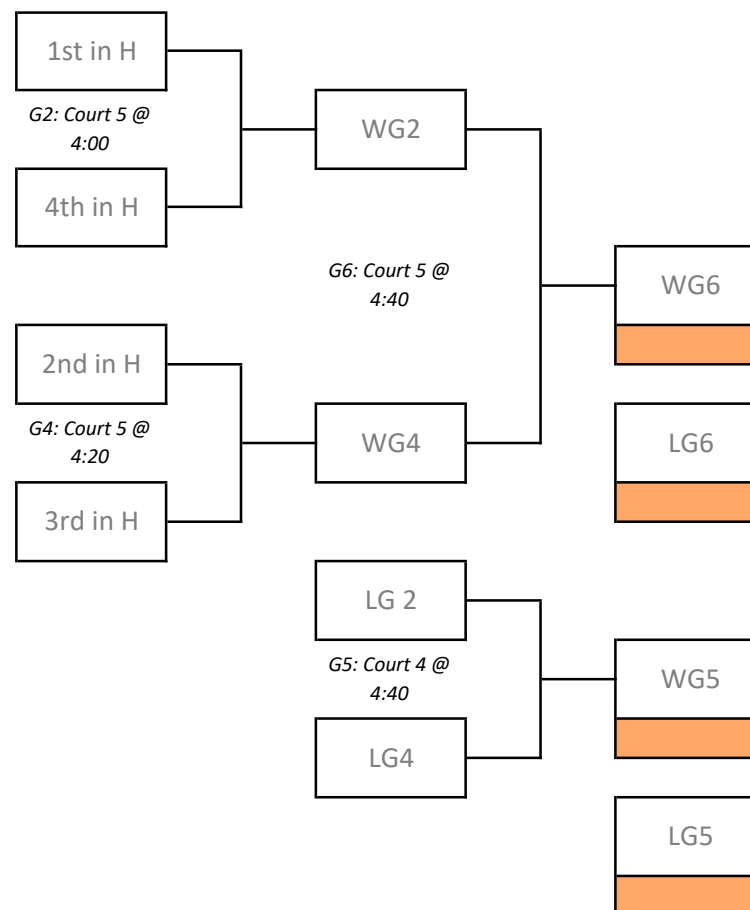 1st in H
G2: Court 5 @
4:00
WG2
4th in H
G6: Court 5 @
4:40
WG6
2nd in H
G4: Court 5 @
4:20
WG4
LG6
3rd in H
LG 2
G5: Court 4 @
4:40
WG5
LG4
LG5